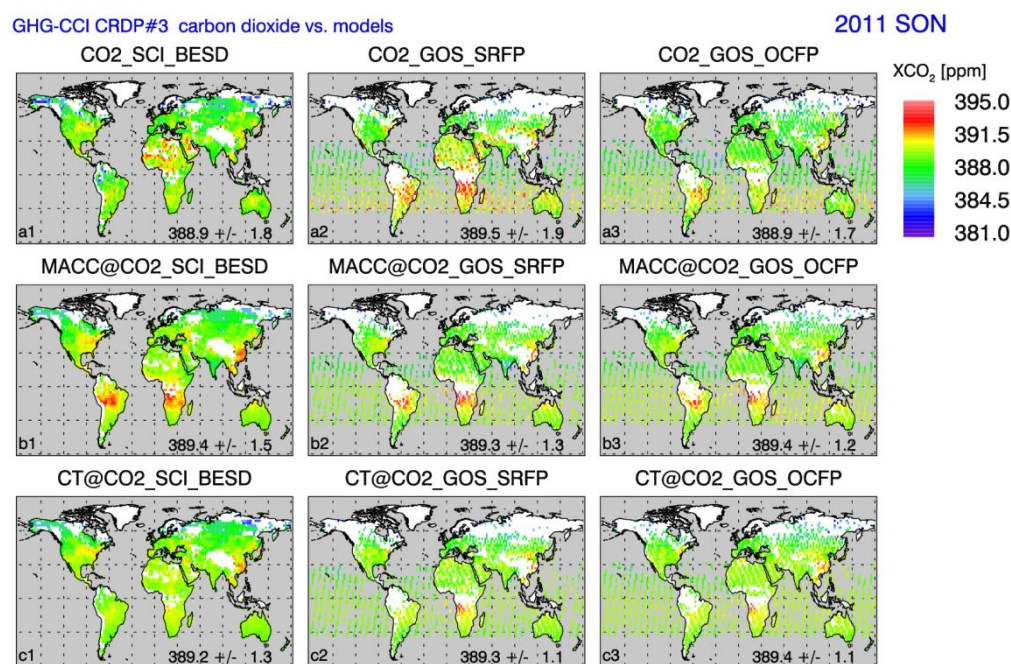 GHG-CCI CRDP#3 carbon dioxide vs. models
2011 SON
CO2_SCI_BESD
CO2_GOS_SRFP
CO2_GOS_OCFP
XCO₂ [ppm]
395.0
391.5
388.0
384.5
381.0
a1 388.9 +/- 1.8
a2 389.5 +/- 1.9
a3 388.9 +/- 1.7
MACC@CO2_SCI_BESD
MACC@CO2_GOS_SRFP
MACC@CO2_GOS_OCFP
b1 389.4 +/- 1.5
b2 389.3 +/- 1.3
b3 389.4 +/- 1.2
CT@CO2_SCI_BESD
CT@CO2_GOS_SRFP
CT@CO2_GOS_OCFP
c1 389.2 +/- 1.3
c2 389.3 +/- 1.1
c3 389.4 +/- 1.1